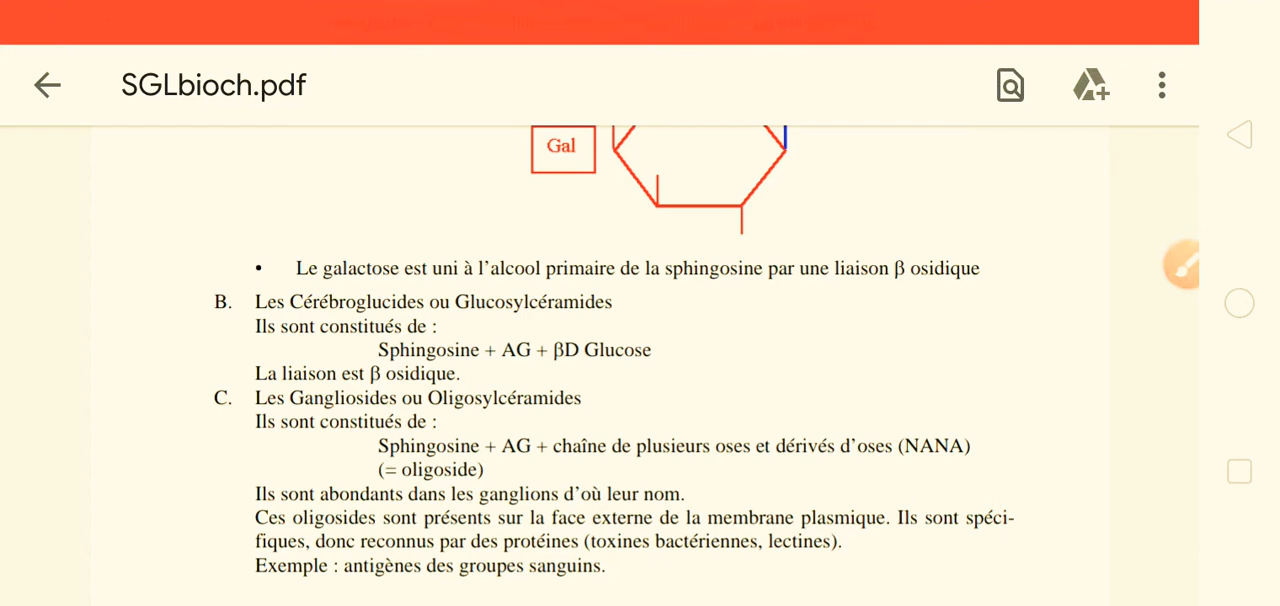 SGLbioch.pdf
Gal
• Le galactose est uni à l'alcool primaire de la sphingosine par une liaison β osidique
B. Les Cérébroglucides ou Glucosylcéramides
Ils sont constitués de :
Sphingosine + AG + βD Glucose
La liaison est β osidique.
C. Les Gangliosides ou Oligosylcéramides
Ils sont constitués de :
Sphingosine + AG + chaîne de plusieurs oses et dérivés d'oses (NANA)
(= oligoside)
Ils sont abondants dans les ganglions d'où leur nom.
Ces oligosides sont présents sur la face externe de la membrane plasmique. Ils sont spéci-
fiques, donc reconnus par des protéines (toxines bactériennes, lectines).
Exemple : antigènes des groupes sanguins.